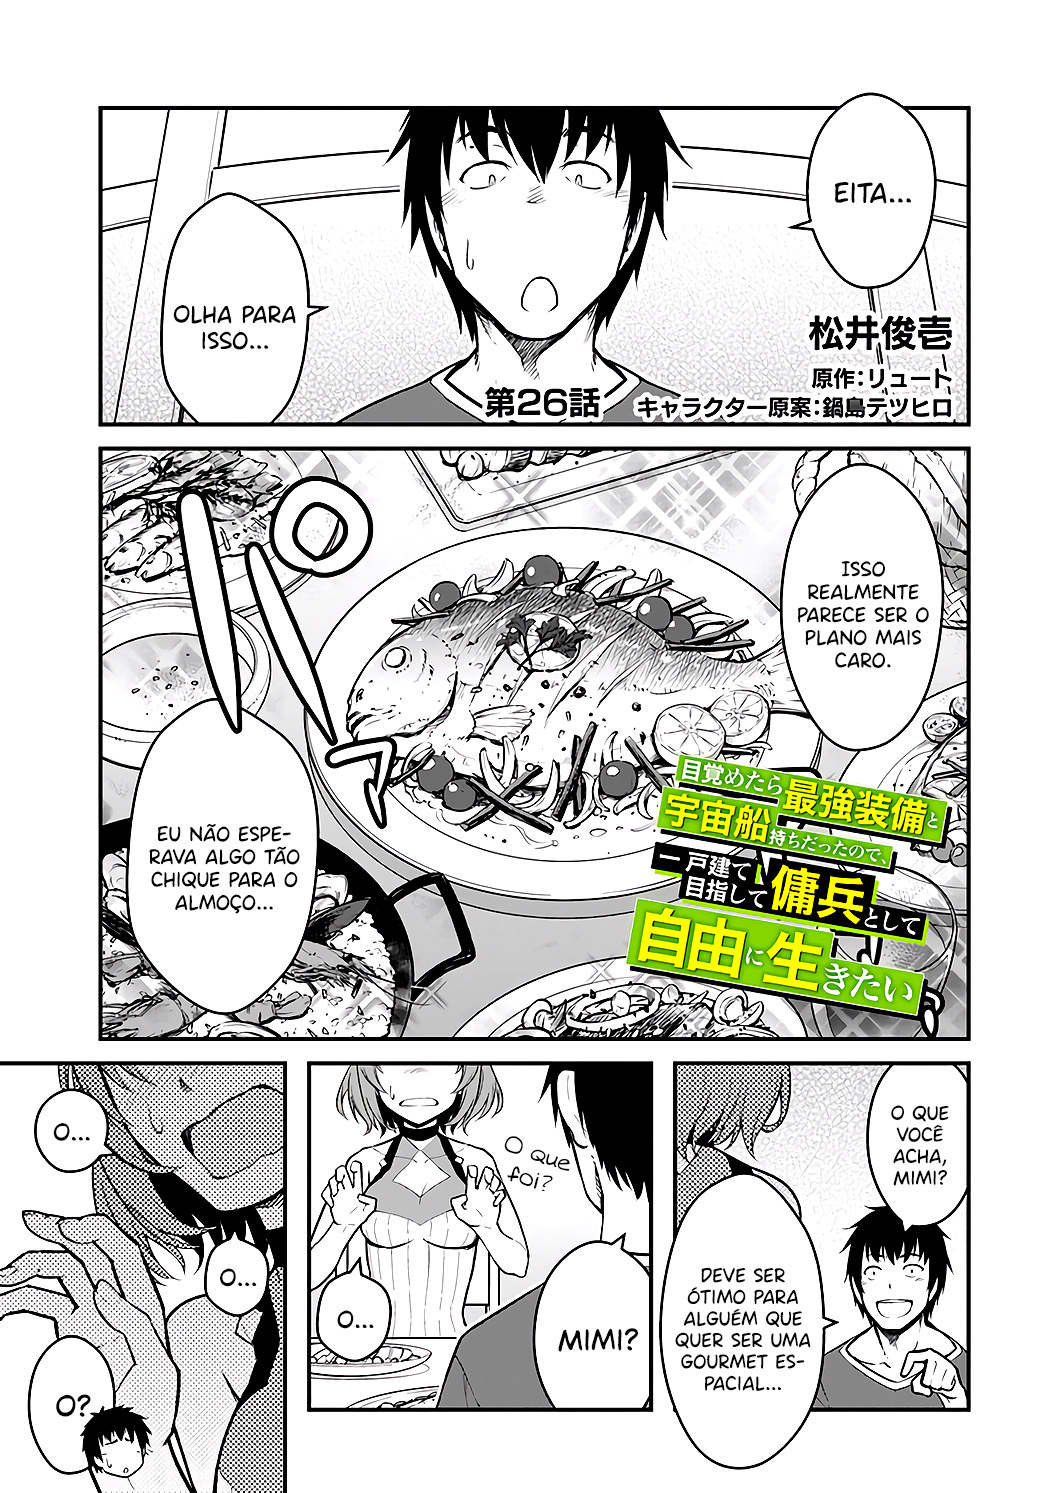 EITA...
OLHA PARA
ISSO...
松井俊壱
原作:リュート
キャラクター原案:鍋島テツヒロ
第26話
ISSO
REALMENTE
PARECE SER O
PLANO MAIS
CARO.
パァ
EU NÃO ESPE-
RAVA ALGO TÃO
CHIQUE PARA O
ALMOÇO...
目覚めたら最強装備と
宇宙船持ちだったので、
一戸建て
目指して傭兵として
自由に生きたい
O QUE
VOCÊ
ACHA,
MIMI?
DEVE SER
ÓTIMO PARA
ALGUÉM QUE
QUER SER UMA
GOURMET ES-
PACIAL...
O que
foi?
MIMI?
O...
O...
O...
O?